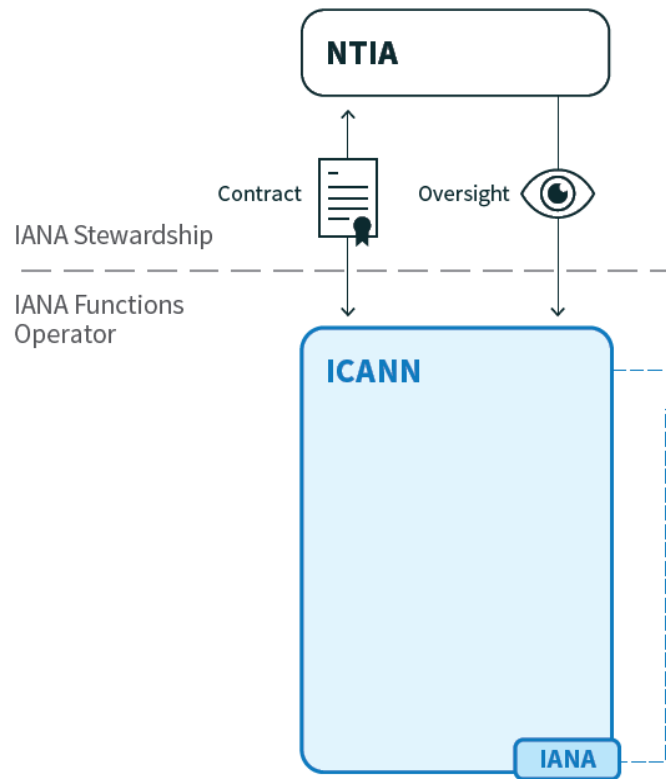 NTIA
Contract
Oversight
IANA Stewardship
IANA Functions
Operator
ICANN
IANA